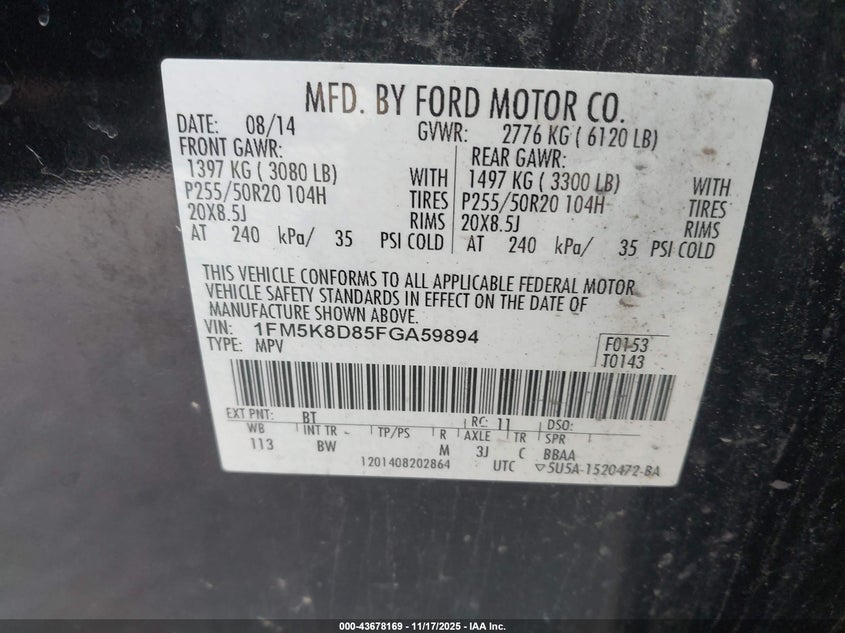 MFD. BY FORD MOTOR CO.
DATE: 08/14 GVWR: 2776 KG ( 6120 LB)
FRONT GAWR: REAR GAWR:
1397 KG ( 3080 LB) WITH 1497 KG ( 3300 LB) WITH
P255/50R20 104H TIRES P255/50R20 104H TIRES
20X8.5J RIMS 20X8.5J RIMS
AT 240 kPa/ 35 PSI COLD AT 240 kPa/ 35 PSI COLD
THIS VEHICLE CONFORMS TO ALL APPLICABLE FEDERAL MOTOR
VEHICLE SAFETY STANDARDS IN EFFECT ON THE DATE OF
MANUFACTURE SHOWN ABOVE.
VIN: 1FM5K8D85FGA59894
TYPE: MPV
F0153
T0143
EXT PNT: BT RC: 11 DSO:
WB INT TR - TP/PS R AXLE TR SPR
113 BW M 3J C BBAA
1201408202864 UTC ▽5U5A-1520472-BA
000-43678169 - 11/17/2025 - IAA Inc.